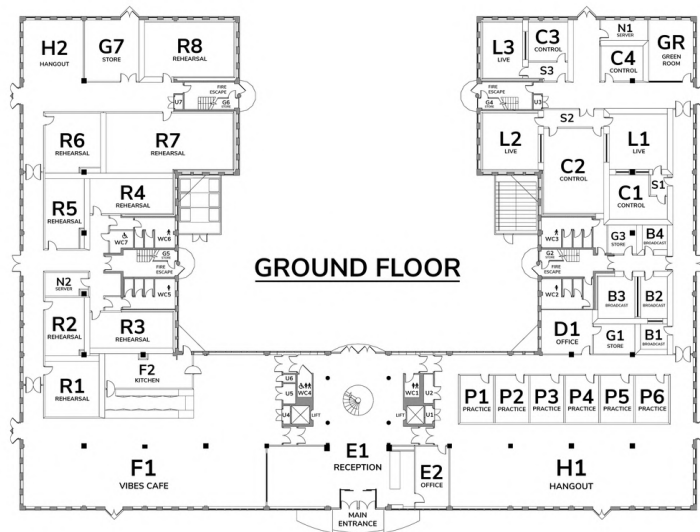 H2
HANGOUT
G7
STORE
R8
REHEARSAL
L3
LIVE
C3
CONTROL
S3
N1
SERVER
C4
CONTROL
GR
GREEN
ROOM
U7
FIRE
ESCAPE
G6
STORE
FIRE
ESCAPE
G4
STORE
U3
R6
REHEARSAL
R7
REHEARSAL
L2
LIVE
S2
C2
CONTROL
L1
LIVE
S1
C1
CONTROL
R5
REHEARSAL
R4
REHEARSAL
WC7
WC6
G5
STORE
FIRE
ESCAPE
GROUND FLOOR
WC3
G2
STORE
FIRE
ESCAPE
G3
STORE
B4
BROADCAST
N2
SERVER
WC5
WC2
B3
BROADCAST
B2
BROADCAST
R2
REHEARSAL
R3
REHEARSAL
D1
OFFICE
G1
STORE
B1
BROADCAST
R1
REHEARSAL
F2
KITCHEN
U6
U5
U4
WC4
LIFT
WC1
LIFT
U2
U1
P1
PRACTICE
P2
PRACTICE
P3
PRACTICE
P4
PRACTICE
P5
PRACTICE
P6
PRACTICE
F1
VIBES CAFE
E1
RECEPTION
E2
OFFICE
H1
HANGOUT
MAIN
ENTRANCE